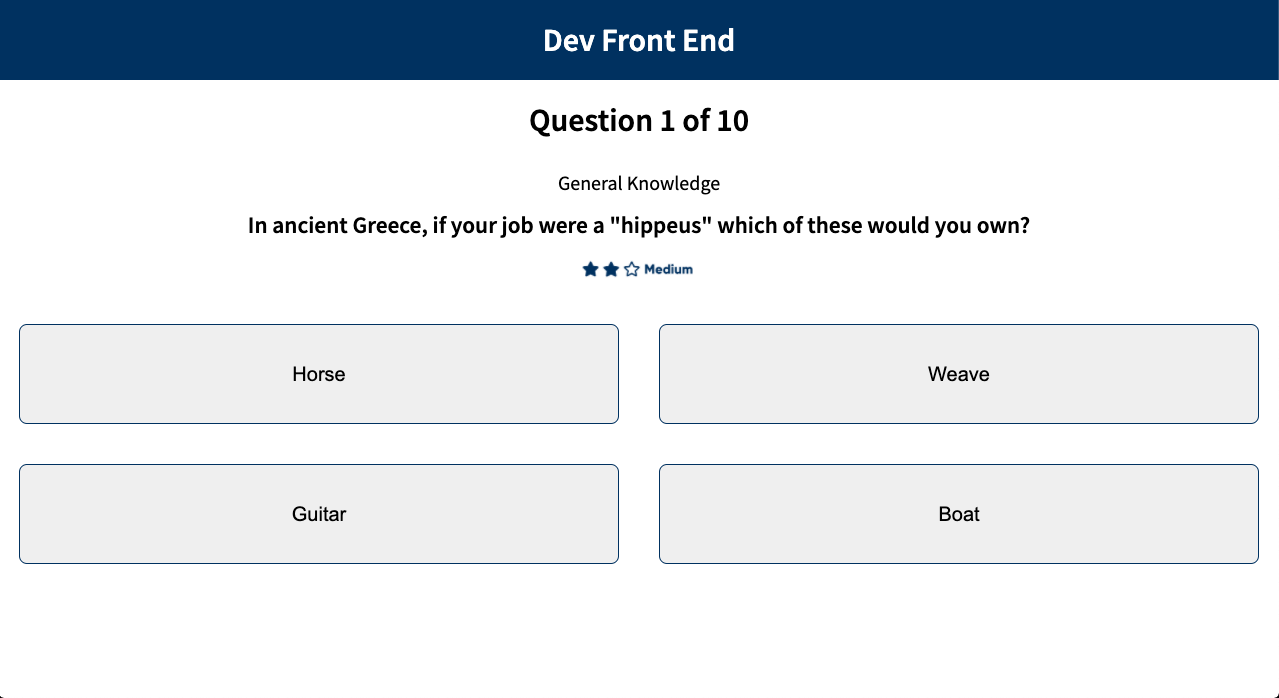 Dev Front End
Question 1 of 10
General Knowledge
In ancient Greece, if your job were a "hippeus" which of these would you own?
Medium
Horse
Weave
Guitar
Boat